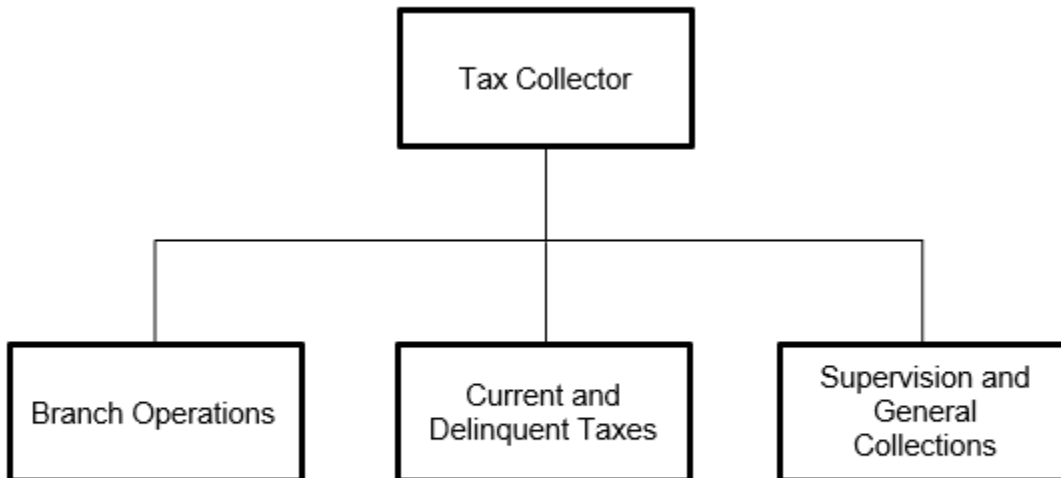 Tax Collector
Branch Operations
Current and
Delinquent Taxes
Supervision and
General
Collections